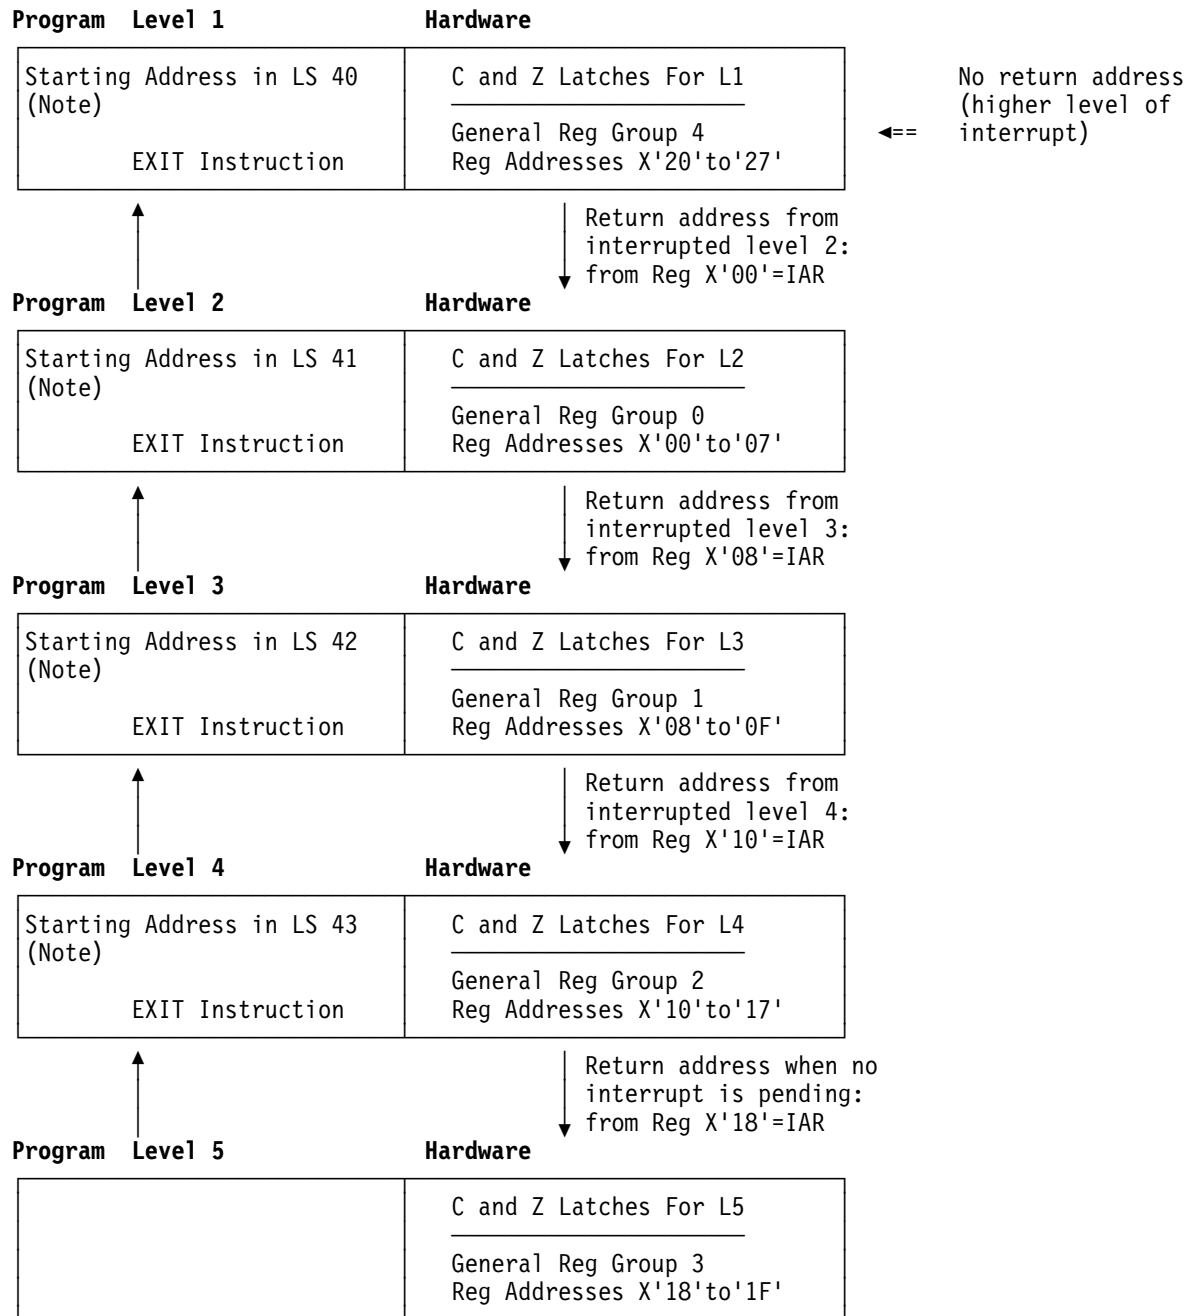 Program Level 1 Hardware
Starting Address in LS 40 C and Z Latches For L1 No return address
(Note) (higher level of
General Reg Group 4 ◄== interrupt)
EXIT Instruction Reg Addresses X'20'to'27'
Return address from
interrupted level 2:
from Reg X'00'=IAR
Program Level 2 Hardware
Starting Address in LS 41 C and Z Latches For L2
(Note)
General Reg Group 0
EXIT Instruction Reg Addresses X'00'to'07'
Return address from
interrupted level 3:
from Reg X'08'=IAR
Program Level 3 Hardware
Starting Address in LS 42 C and Z Latches For L3
(Note)
General Reg Group 1
EXIT Instruction Reg Addresses X'08'to'0F'
Return address from
interrupted level 4:
from Reg X'10'=IAR
Program Level 4 Hardware
Starting Address in LS 43 C and Z Latches For L4
(Note)
General Reg Group 2
EXIT Instruction Reg Addresses X'10'to'17'
Return address when no
interrupt is pending:
from Reg X'18'=IAR
Program Level 5 Hardware
C and Z Latches For L5
General Reg Group 3
Reg Addresses X'18'to'1F'